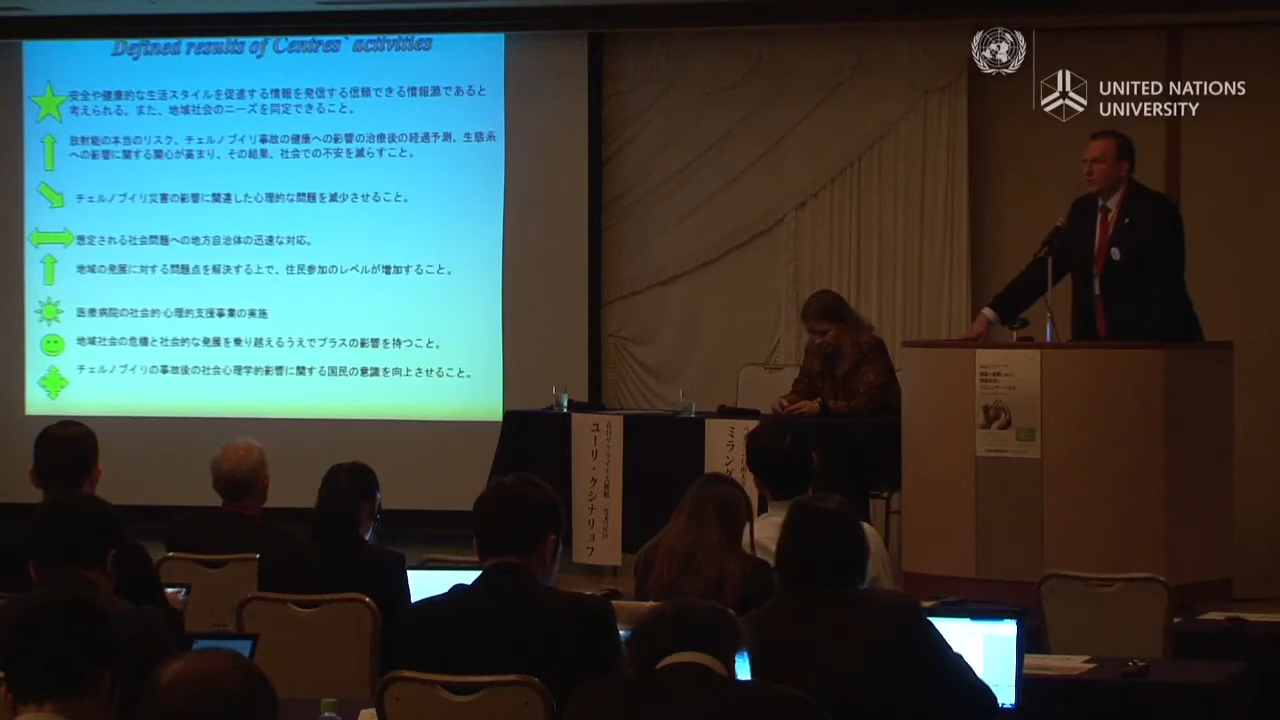 Defined results of Centres` activities
安全や健康的な生活スタイルを促進する情報を発信する信頼できる情報源であると
考えられる。また、地域社会のニーズを同定できること。
放射能の本当のリスク、チェルノブイリ事故の健康への影響の治療後の経過予測、生態系
への影響に関する関心が高まり、その結果、社会での不安を減らすこと。
チェルノブイリ災害の影響に関連した心理的な問題を減少させること。
想定される社会問題への地方自治体の迅速な対応。
地域の発展に対する問題点を解決する上で、住民参加のレベルが増加すること。
医療病院の社会的・心理的支援事業の実施
地域社会の危機と社会的な発展を乗り越えるうえでプラスの影響を持つこと。
チェルノブイリの事故後の社会心理学的影響に関する国民の意識を向上させること。
UNITED NATIONS
UNIVERSITY
在日ウクライナ大使館
ユーリ・クシナリョフ
ミラング